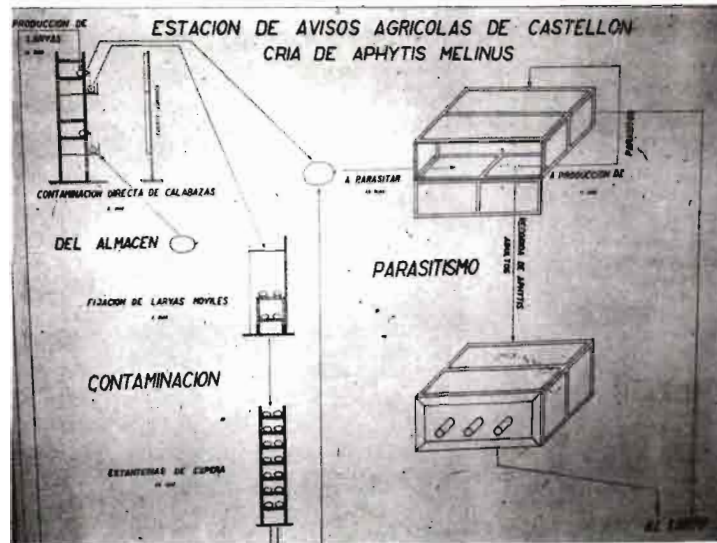 ESTACION DE AVISOS AGRICOLAS DE CASTELLON
CRIA DE APHYTIS MELINUS
PRODUCCION DE
LARVAS
CONTAMINACION DIRECTA DE CALABAZAS
DEL ALMACEN
FIJACION DE LARVAS MOVILES
CONTAMINACION
ESTANTERIAS DE ESPERA
A PARASITAR
A PRODUCCION DE
PARASITISMO
RECOGIDA DE APHYTIS
ADULTOS
AL CAMPO